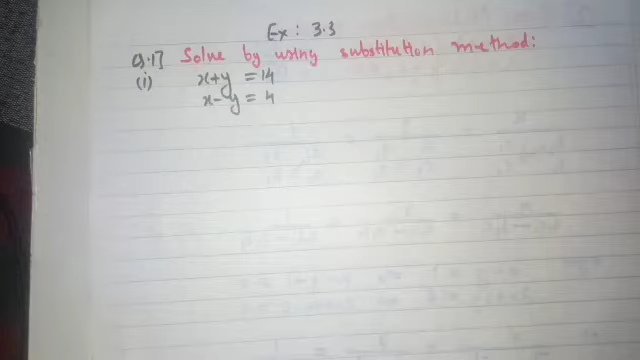 Ex: 3.3
Q.1] Solve by using substitution method:
(i) x+y = 14
x-y = 4